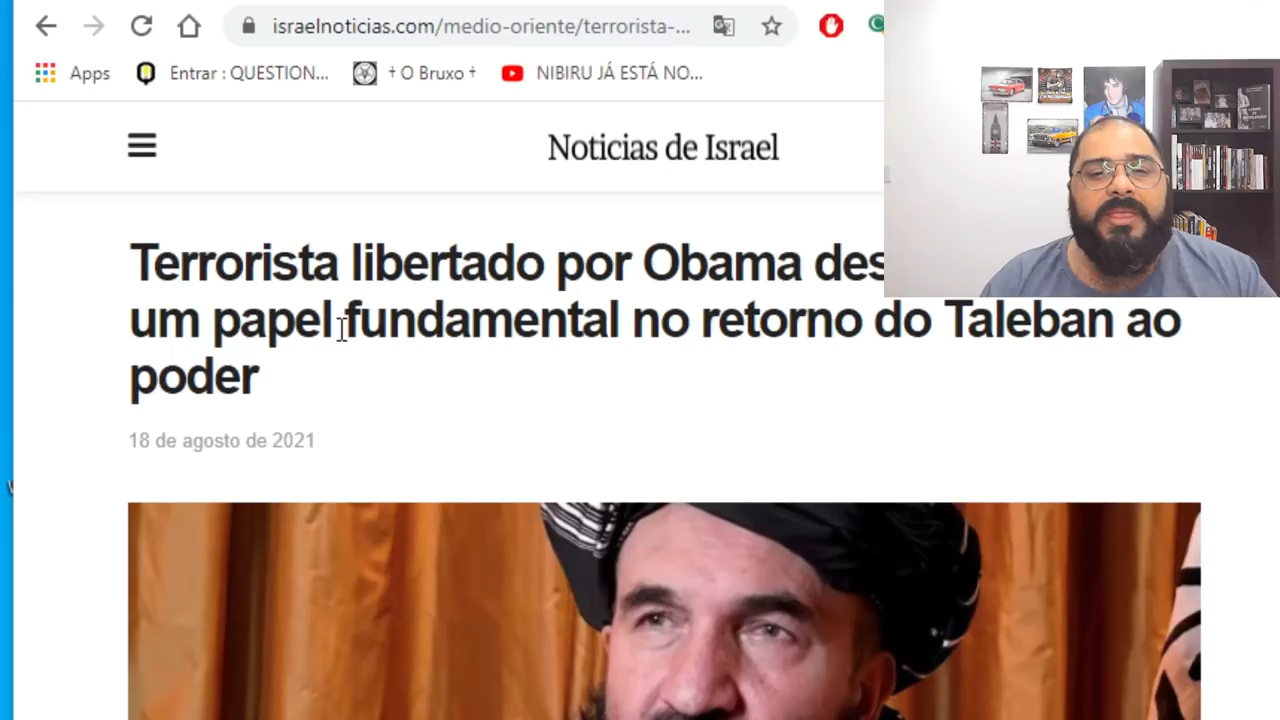 israelnoticias.com/medio-oriente/terrorista-...
Apps Entrar : QUESTION... † O Bruxo † NIBIRU JÁ ESTÁ NO...
Noticias de Israel
Terrorista libertado por Obama des
um papel fundamental no retorno do Taleban ao
poder
18 de agosto de 2021